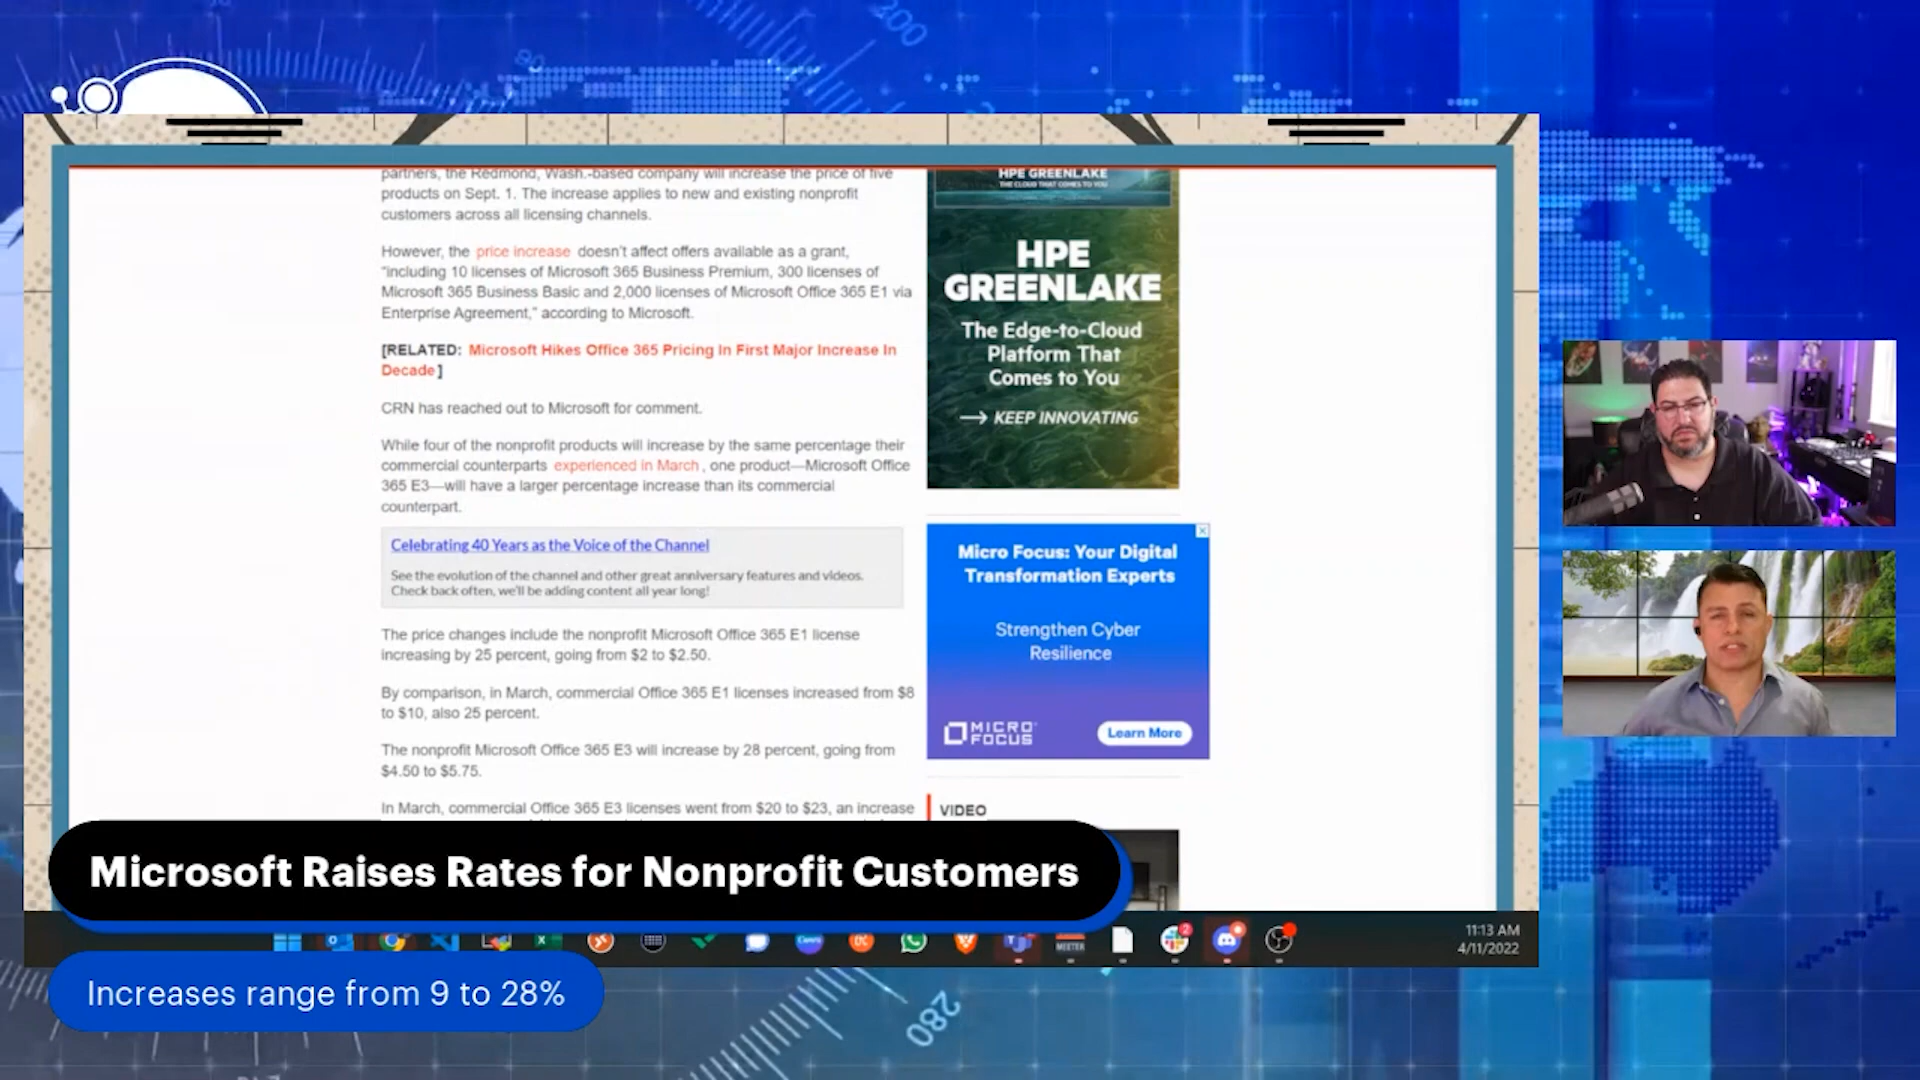 200
80
partners, the Redmond, Wash.-based company will increase the price of five
products on Sept. 1. The increase applies to new and existing nonprofit
customers across all licensing channels.
However, the price increase doesn't affect offers available as a grant,
"including 10 licenses of Microsoft 365 Business Premium, 300 licenses of
Microsoft 365 Business Basic and 2,000 licenses of Microsoft Office 365 E1 via
Enterprise Agreement," according to Microsoft.
[RELATED: Microsoft Hikes Office 365 Pricing In First Major Increase In
Decade]
CRN has reached out to Microsoft for comment.
While four of the nonprofit products will increase by the same percentage their
commercial counterparts experienced in March, one product—Microsoft Office
365 E3—will have a larger percentage increase than its commercial
counterpart.
Celebrating 40 Years as the Voice of the Channel
See the evolution of the channel and other great anniversary features and videos.
Check back often, we'll be adding content all year long!
The price changes include the nonprofit Microsoft Office 365 E1 license
increasing by 25 percent, going from $2 to $2.50.
By comparison, in March, commercial Office 365 E1 licenses increased from $8
to $10, also 25 percent.
The nonprofit Microsoft Office 365 E3 will increase by 28 percent, going from
$4.50 to $5.75.
In March, commercial Office 365 E3 licenses went from $20 to $23, an increase
HPE GREENLAKE
THE CLOUD THAT COMES TO YOU
HPE
GREENLAKE
The Edge-to-Cloud
Platform That
Comes to You
→ KEEP INNOVATING
Micro Focus: Your Digital
Transformation Experts
Strengthen Cyber
Resilience
MICRO
FOCUS
Learn More
VIDEO
Microsoft Raises Rates for Nonprofit Customers
MEETER
11:13 AM
4/11/2022
Increases range from 9 to 28%
280